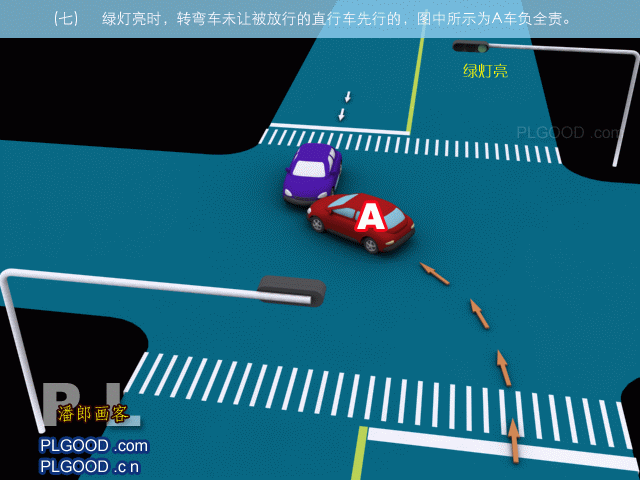 (七) 绿灯亮时，转弯车未让被放行的直行车先行的，图中所示为A车负全责。
绿灯亮
PLGOOD .com
A
P L
潘郎画客
PLGOOD .com
PLGOOD .cn